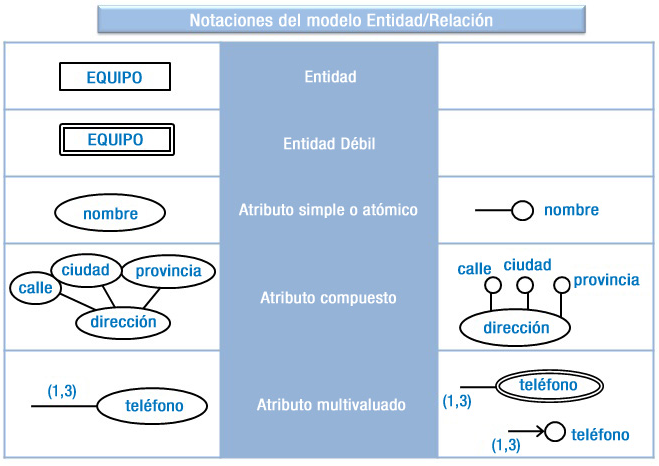 Notaciones del modelo Entidad/Relación
EQUIPO
Entidad
EQUIPO
Entidad Débil
nombre
Atributo simple o atómico
nombre
calle
ciudad
provincia
dirección
Atributo compuesto
calle
ciudad
provincia
dirección
(1,3)
teléfono
Atributo multivaluado
(1,3)
teléfono
(1,3)
teléfono